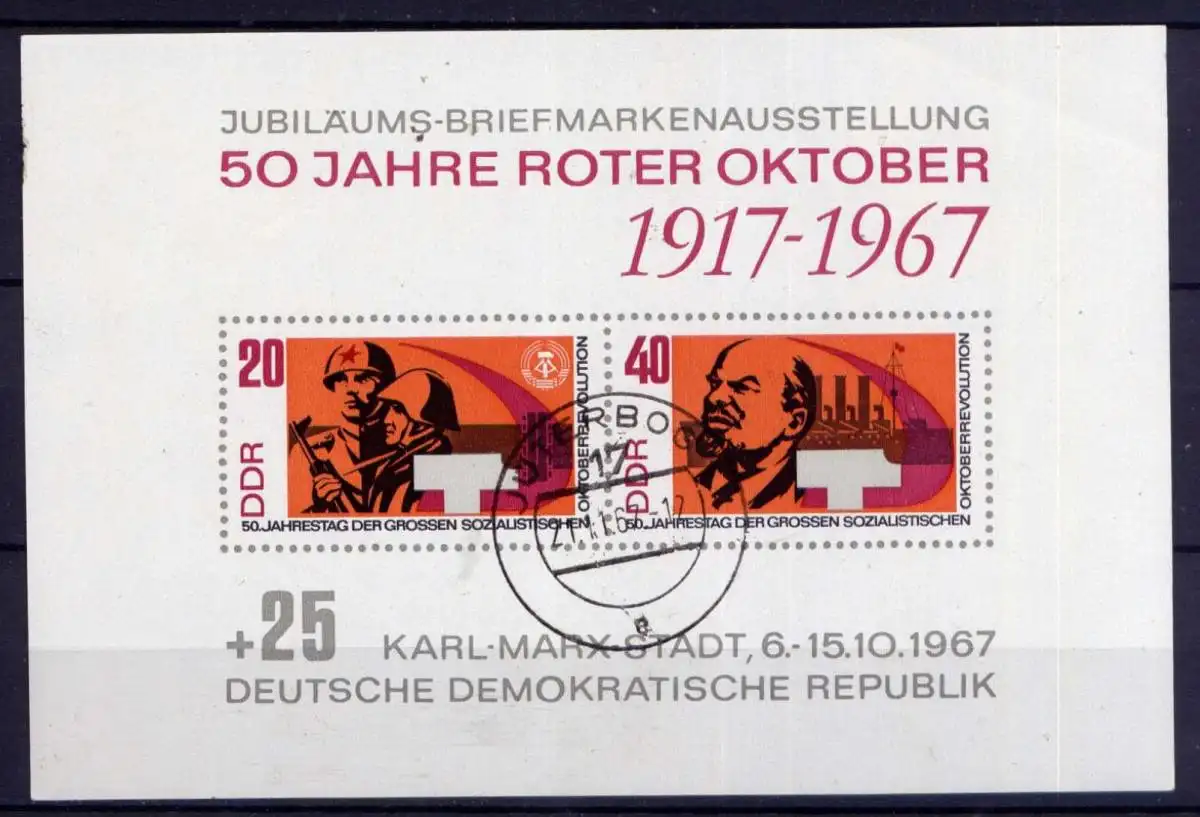 JUBILÄUMS-BRIEFMARKENAUSSTELLUNG
50 JAHRE ROTER OKTOBER
1917-1967
20
DDR
50.JAHRESTAG DER GROSSEN SOZIALISTISCHEN
OKTOBERREVOLUTION
40
DDR
50.JAHRESTAG DER GROSSEN SOZIALISTISCHEN
OKTOBERREVOLUTION
17
+25
KARL-MARX-STADT, 6.-15.10.1967
DEUTSCHE DEMOKRATISCHE REPUBLIK